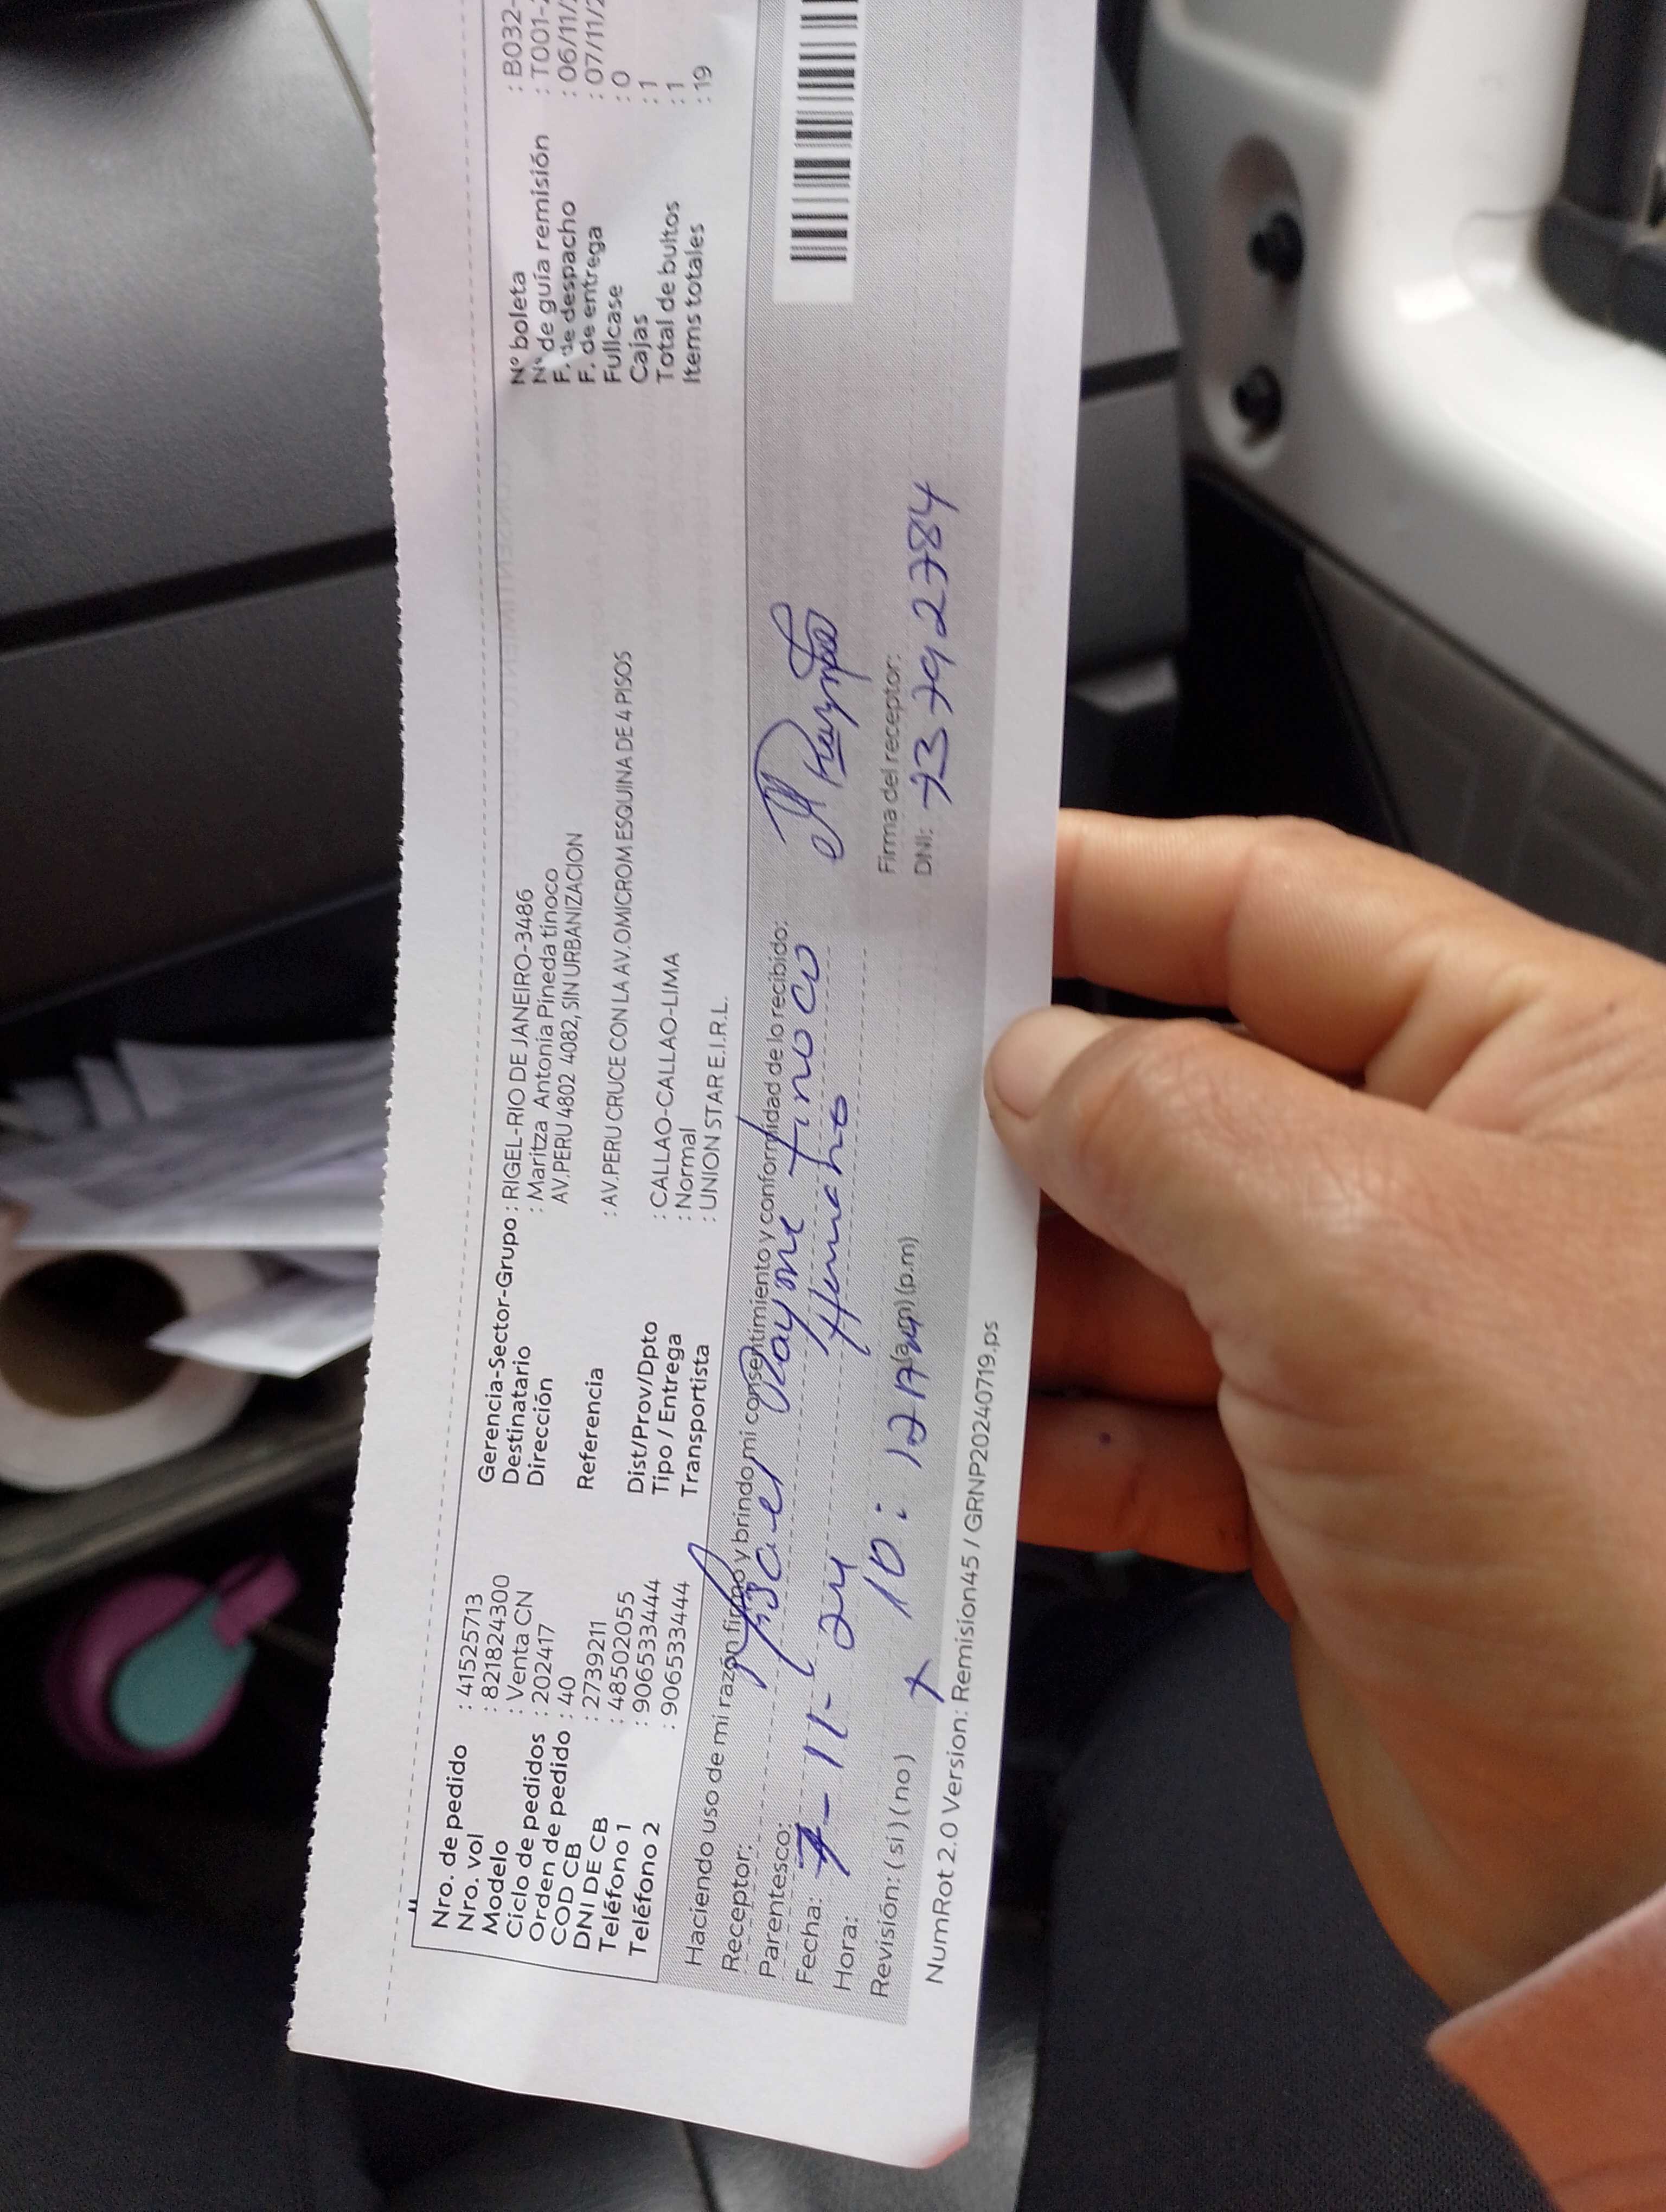 Nro. de pedido : 41525713
Nro. vol : 821824300
Modelo : Venta CN
Ciclo de pedidos : 202417
Orden de pedido : 40
COD CB : 2739211
DNI DE CB : 48502055
Teléfono 1 : 906533444
Teléfono 2 : 906533444
Gerencia-Sector-Grupo : RIGEL-RIO DE JANEIRO-3486
Destinatario : Maritza Antonia Pineda tinoco
Dirección AV.PERU 4802 4082, SIN URBANIZACION
Referencia : AV.PERU CRUCE CON LA AV.OMICROM ESQUINA DE 4 PISOS
Dist/Prov/Dpto : CALLAO-CALLAO-LIMA
Tipo / Entrega : Normal
Transportista : UNION STAR E.I.R.L.
N° boleta : B032-
N° de guía remisión : T001-
F. de despacho : 06/11/
F. de entrega : 07/11/2
Fullcase : 0
Cajas : 1
Total de bultos : 1
Items totales : 19
Haciendo uso de mi razón firmo y brindo mi consentimiento y conformidad de lo recibido:
Receptor: tinoco
Parentesco:
Fecha: 7-11-24
Hora: 10:12 AM (a.m) (p.m)
Revisión: (si) (no) x
Firma del receptor:
DNI: 73792784
NumRot 2.0 Version: Remision45 / GRNP20240719.ps